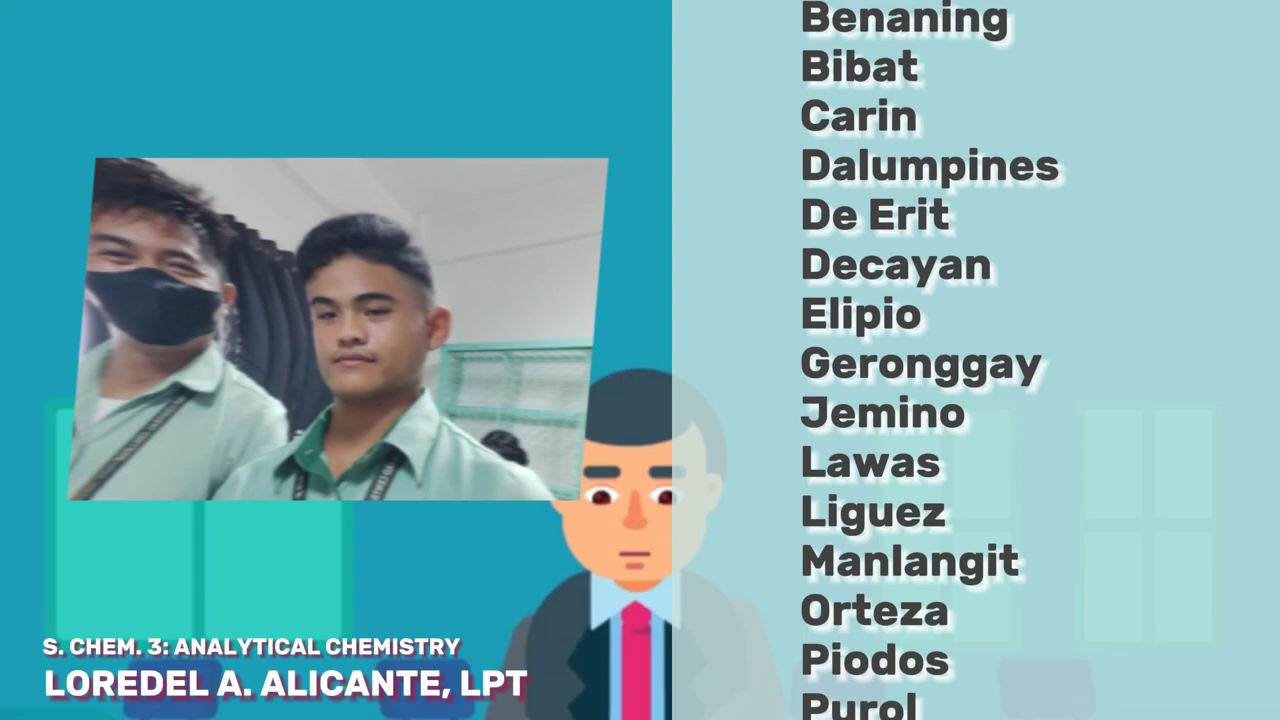 S. CHEM. 3: ANALYTICAL CHEMISTRY
LOREDEL A. ALICANTE, LPT
Benaning
Bibat
Carin
Dalumpines
De Erit
Decayan
Elipio
Geronggay
Jemino
Lawas
Liguez
Manlangit
Orteza
Piodos
Purol